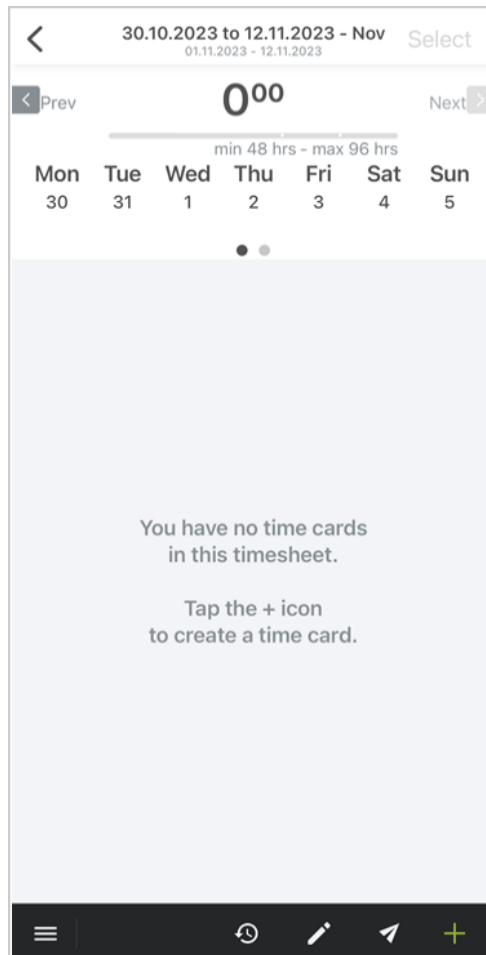 30.10.2023 to 12.11.2023 - Nov Select
01.11.2023 - 12.11.2023
Prev 0⁰⁰ Next
min 48 hrs - max 96 hrs
Mon Tue Wed Thu Fri Sat Sun
30 31 1 2 3 4 5
You have no time cards
in this timesheet.
Tap the + icon
to create a time card.